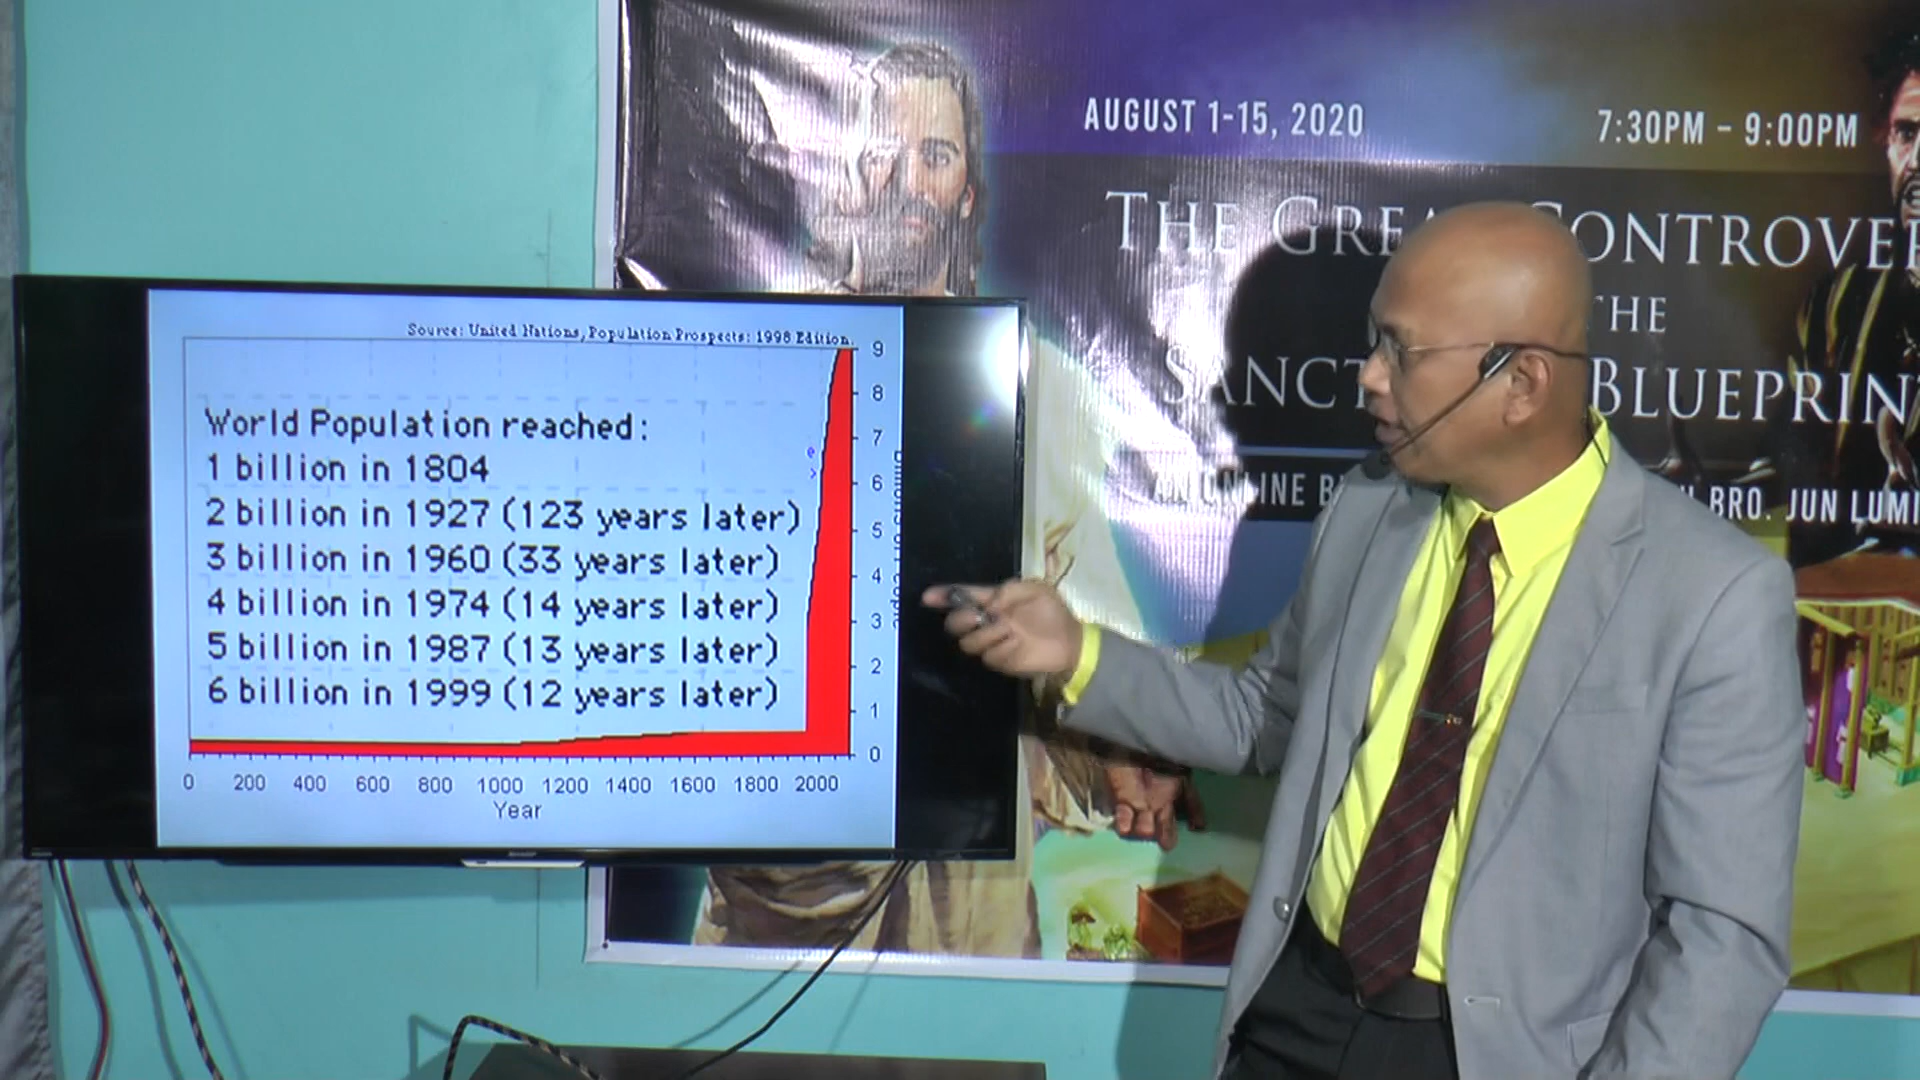 AUGUST 1-15, 2020
7:30PM – 9:00PM
THE
THE
BLUEPRIN
BRO. JUN LUMI
Source: United Nations, Population Prospects: 1998 Edition.
World Population reached:
1 billion in 1804
2 billion in 1927 (123 years later)
3 billion in 1960 (33 years later)
4 billion in 1974 (14 years later)
5 billion in 1987 (13 years later)
6 billion in 1999 (12 years later)
9
8
7
6
5
4
3
2
1
0
0 200 400 600 800 1000 1200 1400 1600 1800 2000
Year